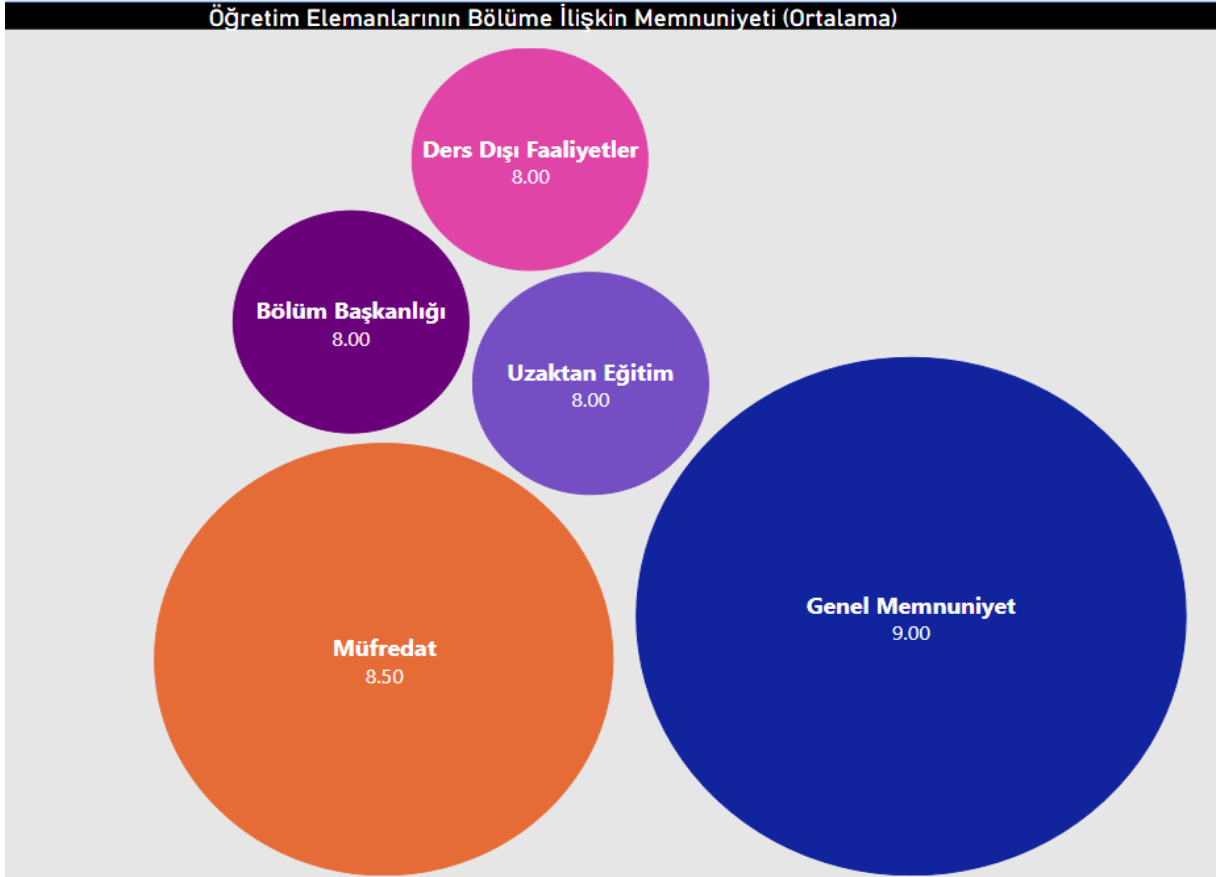 Öğretim Elemanlarının Bölüme İlişkin Memnuniyeti (Ortalama)
Ders Dışı Faaliyetler
8.00
Bölüm Başkanlığı
8.00
Uzaktan Eğitim
8.00
Genel Memnuniyet
9.00
Müfredat
8.50